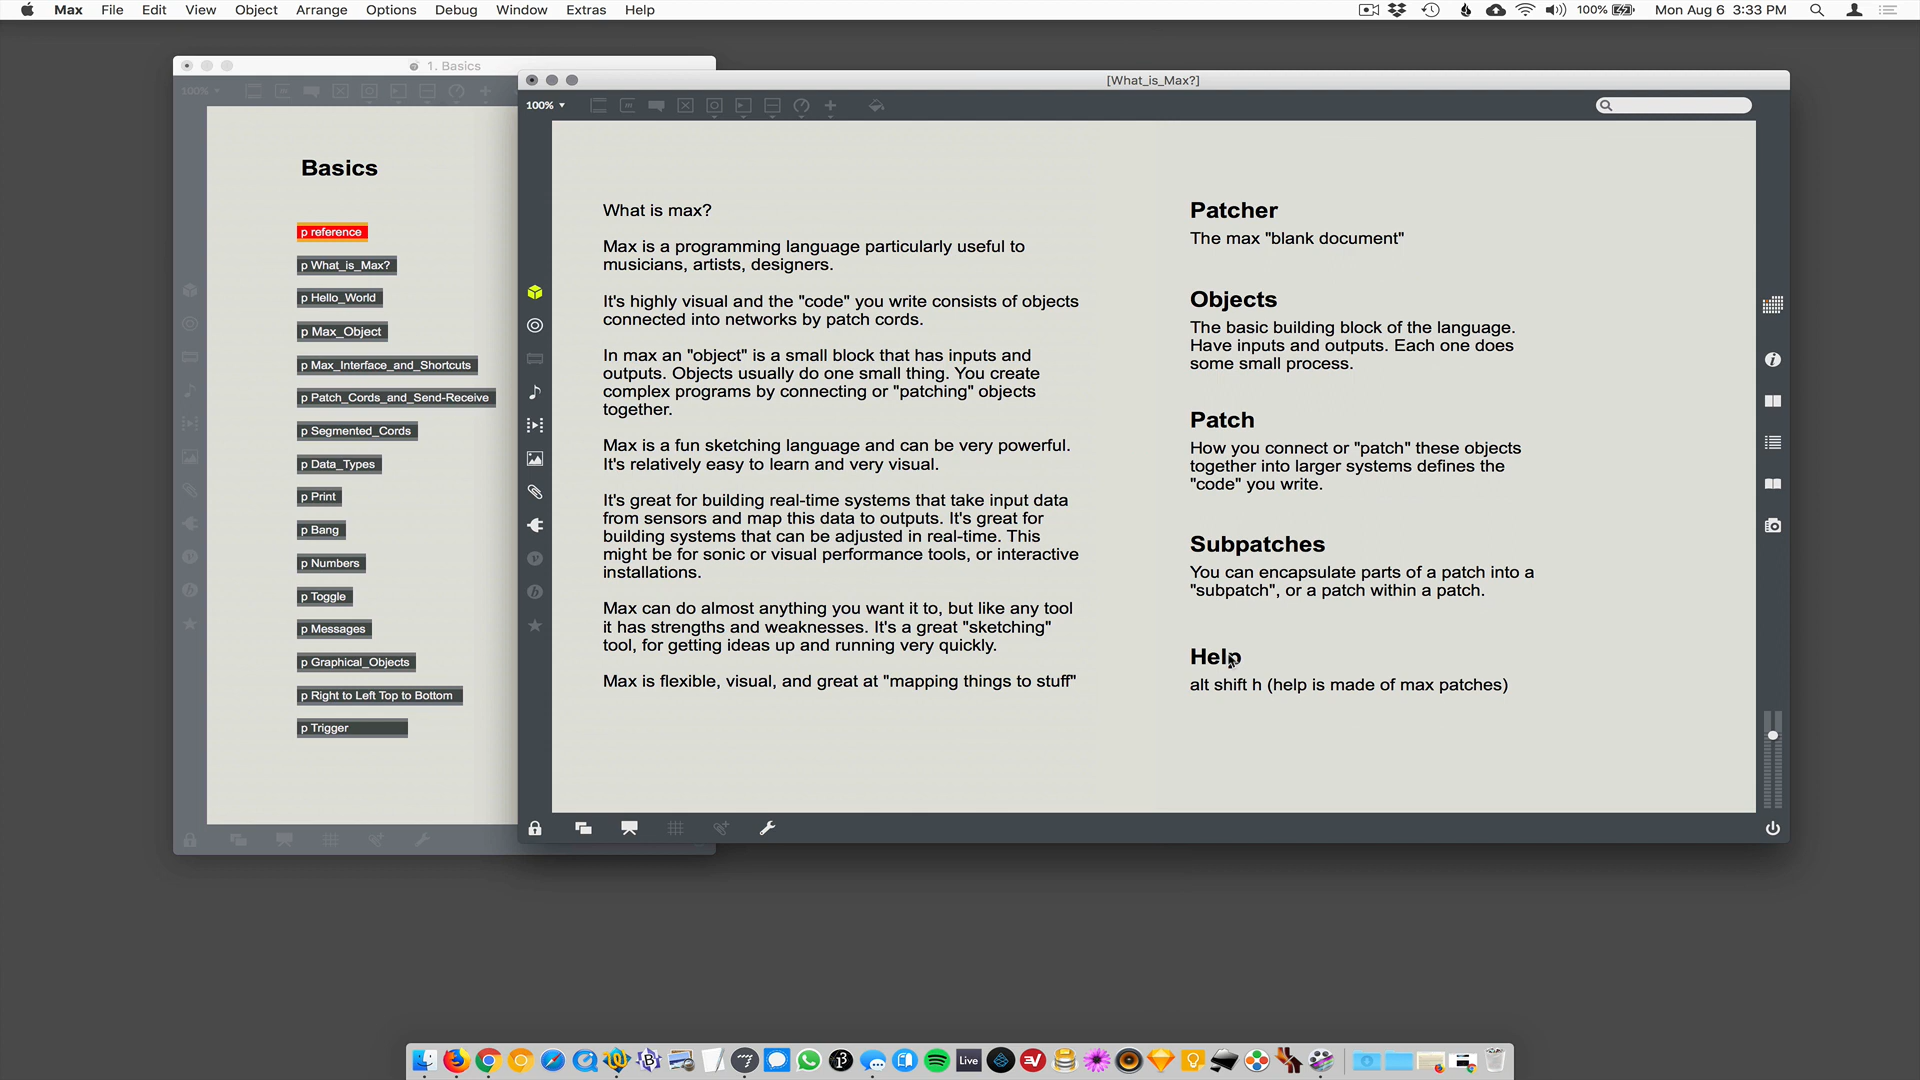 Max File Edit View Object Arrange Options Debug Window Extras Help
100% Mon Aug 6 3:33 PM
1. Basics
100%
Basics
p reference
p What_is_Max?
p Hello_World
p Max_Object
p Max_Interface_and_Shortcuts
p Patch_Cords_and_Send-Receive
p Segmented_Cords
p Data_Types
p Print
p Bang
p Numbers
p Toggle
p Messages
p Graphical_Objects
p Right to Left Top to Bottom
p Trigger
[What_is_Max?]
100%
What is max?
Max is a programming language particularly useful to
musicians, artists, designers.
It's highly visual and the "code" you write consists of objects
connected into networks by patch cords.
In max an "object" is a small block that has inputs and
outputs. Objects usually do one small thing. You create
complex programs by connecting or "patching" objects
together.
Max is a fun sketching language and can be very powerful.
It's relatively easy to learn and very visual.
It's great for building real-time systems that take input data
from sensors and map this data to outputs. It's great for
building systems that can be adjusted in real-time. This
might be for sonic or visual performance tools, or interactive
installations.
Max can do almost anything you want it to, but like any tool
it has strengths and weaknesses. It's a great "sketching"
tool, for getting ideas up and running very quickly.
Max is flexible, visual, and great at "mapping things to stuff"
Patcher
The max "blank document"
Objects
The basic building block of the language.
Have inputs and outputs. Each one does
some small process.
Patch
How you connect or "patch" these objects
together into larger systems defines the
"code" you write.
Subpatches
You can encapsulate parts of a patch into a
"subpatch", or a patch within a patch.
Help
alt shift h (help is made of max patches)
Live